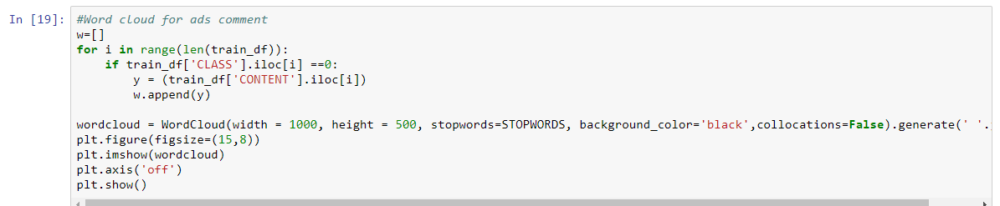 In [19]: #Word cloud for ads comment
w=[]
for i in range(len(train_df)):
    if train_df['CLASS'].iloc[i] ==0:
        y = (train_df['CONTENT'].iloc[i])
        w.append(y)

wordcloud = WordCloud(width = 1000, height = 500, stopwords=STOPWORDS, background_color='black',collocations=False).generate(' '.
plt.figure(figsize=(15,8))
plt.imshow(wordcloud)
plt.axis('off')
plt.show()